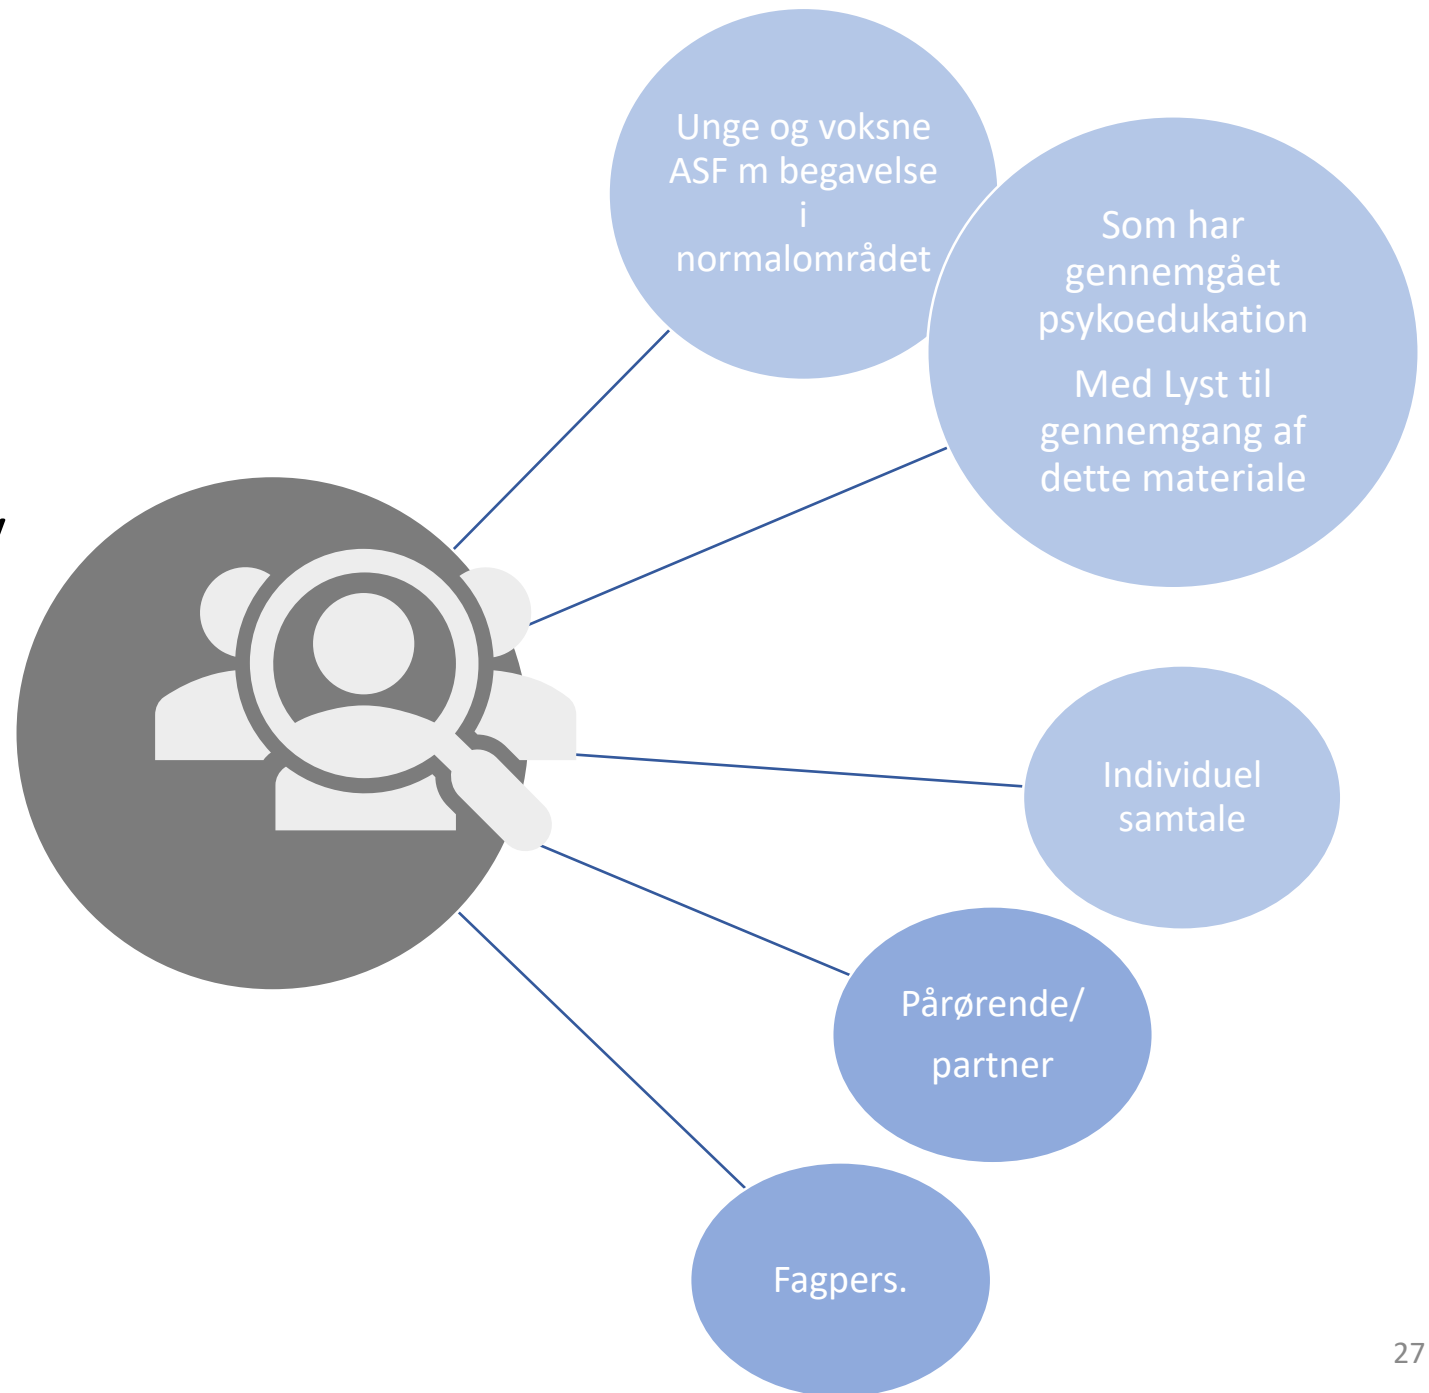 Unge og voksne
ASF m begavelse
i
normalområdet
Som har
gennemgået
psykoedukation
Med Lyst til
gennemgang af
dette materiale
Individuel
samtale
Pårørende/
partner
Fagpers.
27